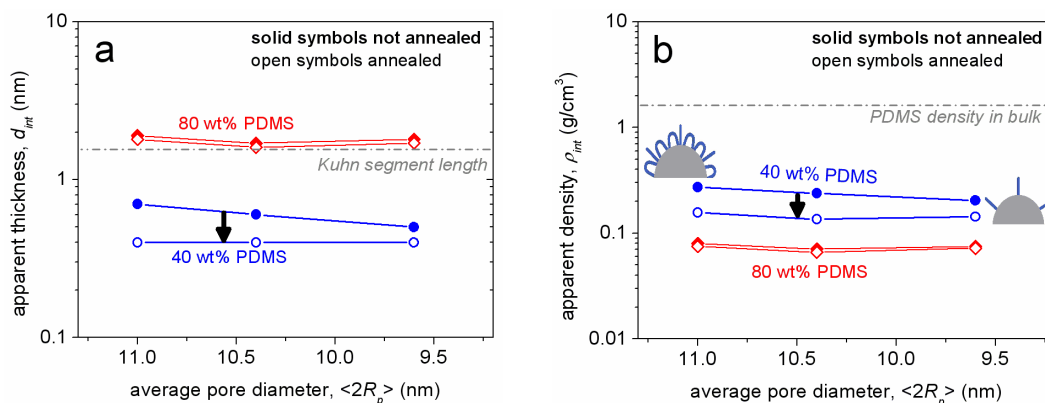 a
solid symbols not annealed
open symbols annealed
80 wt% PDMS
Kuhn segment length
40 wt% PDMS
10
1
0.1
apparent thickness, d_int (nm)
11.0 10.5 10.0 9.5
average pore diameter, <2R_p> (nm)
b
solid symbols not annealed
open symbols annealed
PDMS density in bulk
40 wt% PDMS
80 wt% PDMS
10
1
0.1
0.01
apparent density, ρ_int (g/cm³)
11.0 10.5 10.0 9.5
average pore diameter, <2R_p> (nm)